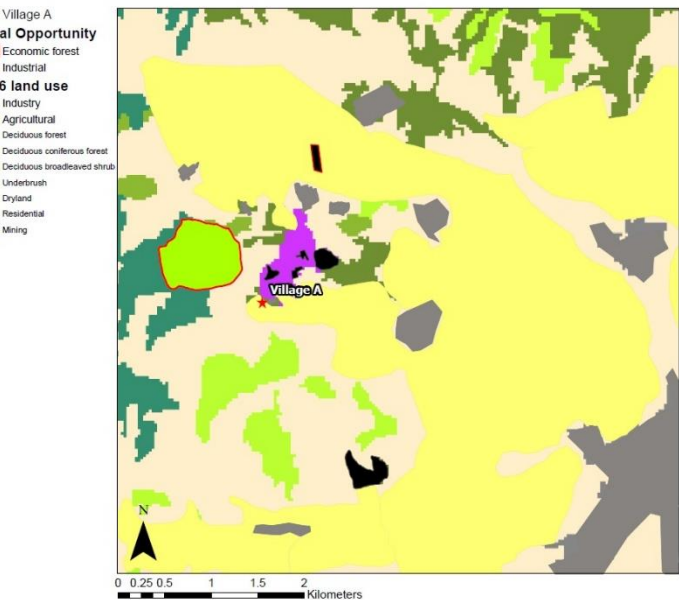 Village A
al Opportunity
Economic forest
Industrial
6 land use
Industry
Agricultural
Deciduous forest
Deciduous coniferous forest
Deciduous broadleaved shrub
Underbrush
Dryland
Residential
Mining
Village A
N
0 0.25 0.5 1 1.5 2
Kilometers